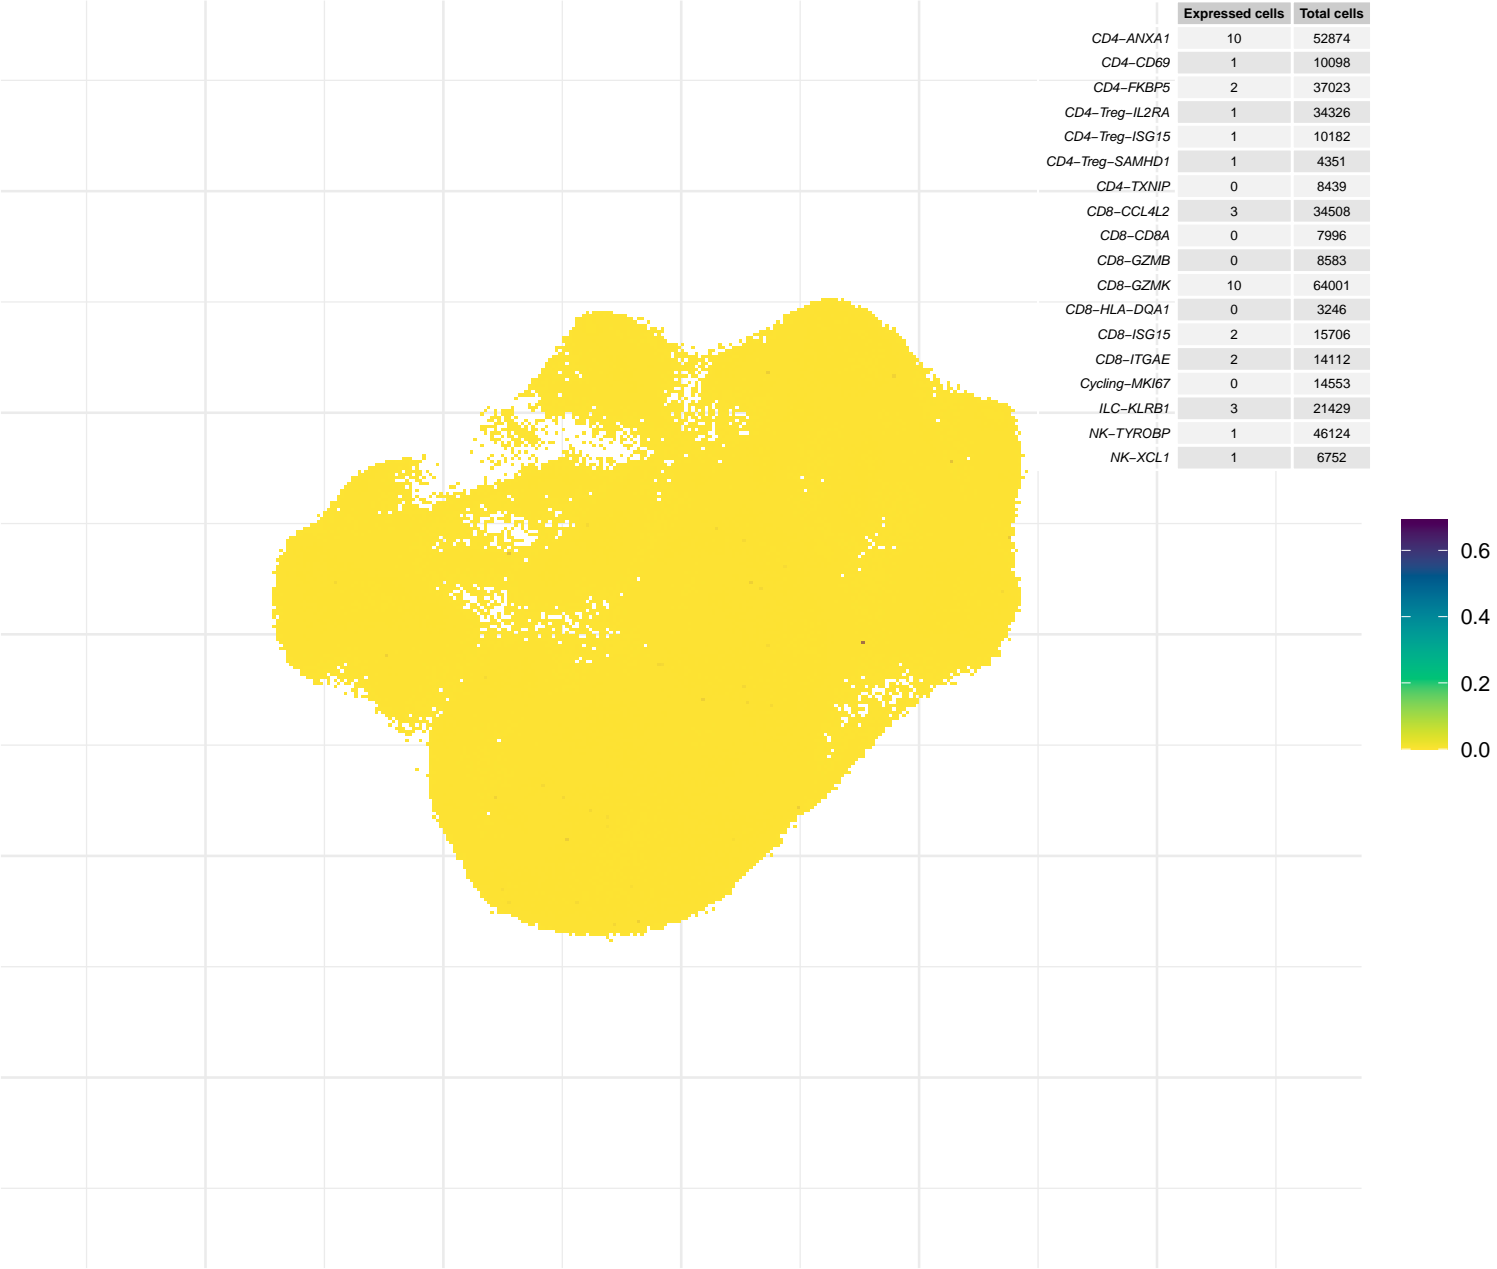 Expressed cells Total cells
CD4−ANXA1 10 52874
CD4−CD69 1 10098
CD4−FKBP5 2 37023
CD4−Treg−IL2RA 1 34326
CD4−Treg−ISG15 1 10182
CD4−Treg−SAMHD1 1 4351
CD4−TXNIP 0 8439
CD8−CCL4L2 3 34508
CD8−CD8A 0 7996
CD8−GZMB 0 8583
CD8−GZMK 10 64001
CD8−HLA−DQA1 0 3246
CD8−ISG15 2 15706
CD8−ITGAE 2 14112
Cycling−MKI67 0 14553
ILC−KLRB1 3 21429
NK−TYROBP 1 46124
NK−XCL1 1 6752
0.6
0.4
0.2
0.0